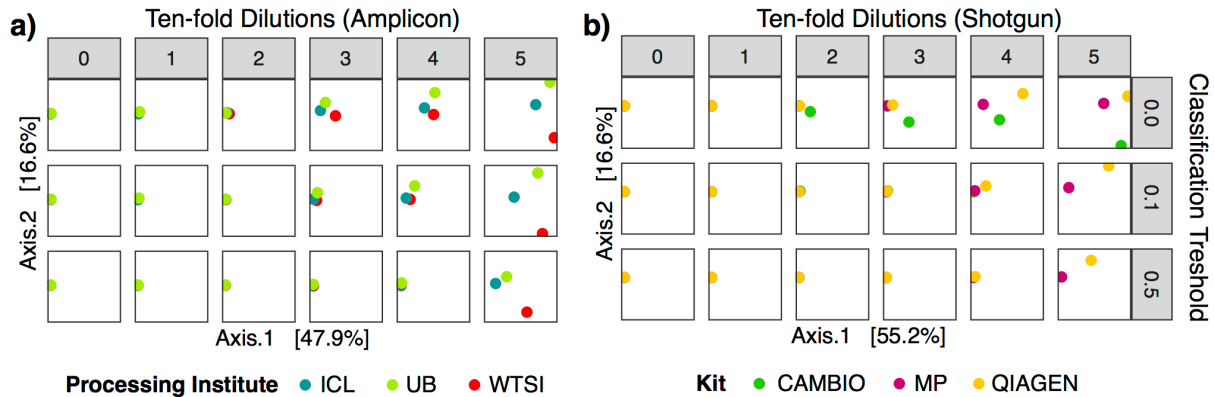 a)
Ten-fold Dilutions (Amplicon)
0 1 2 3 4 5
Axis.2 [16.6%]
Axis.1 [47.9%]
Processing Institute ICL UB WTSI
b)
Ten-fold Dilutions (Shotgun)
0 1 2 3 4 5
Axis.2 [16.6%]
0.0
0.1
0.5
Classification Treshold
Axis.1 [55.2%]
Kit CAMBIO MP QIAGEN